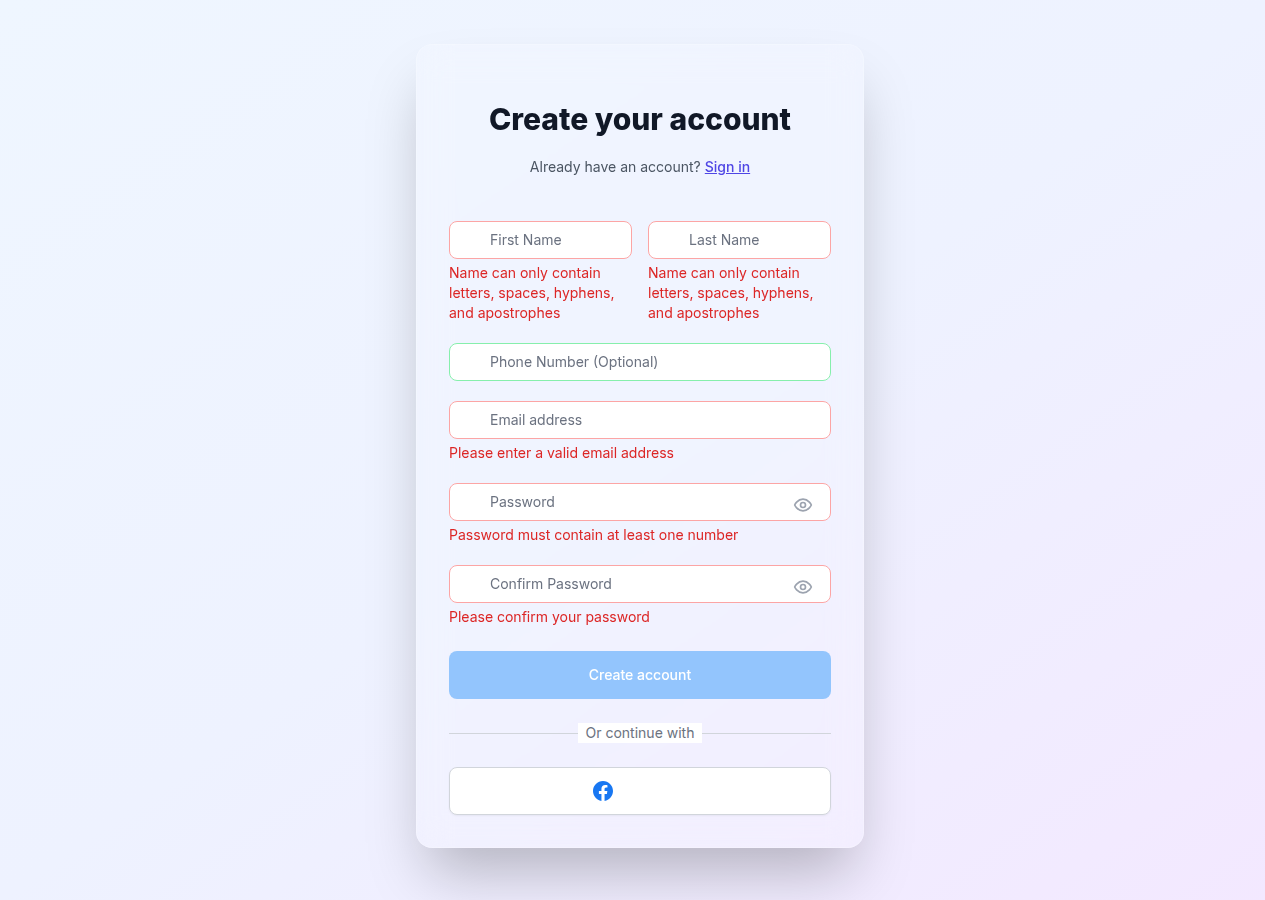 Create your account
Already have an account? Sign in
First Name
Last Name
Name can only contain
letters, spaces, hyphens,
and apostrophes
Name can only contain
letters, spaces, hyphens,
and apostrophes
Phone Number (Optional)
Email address
Please enter a valid email address
Password
Password must contain at least one number
Confirm Password
Please confirm your password
Create account
Or continue with